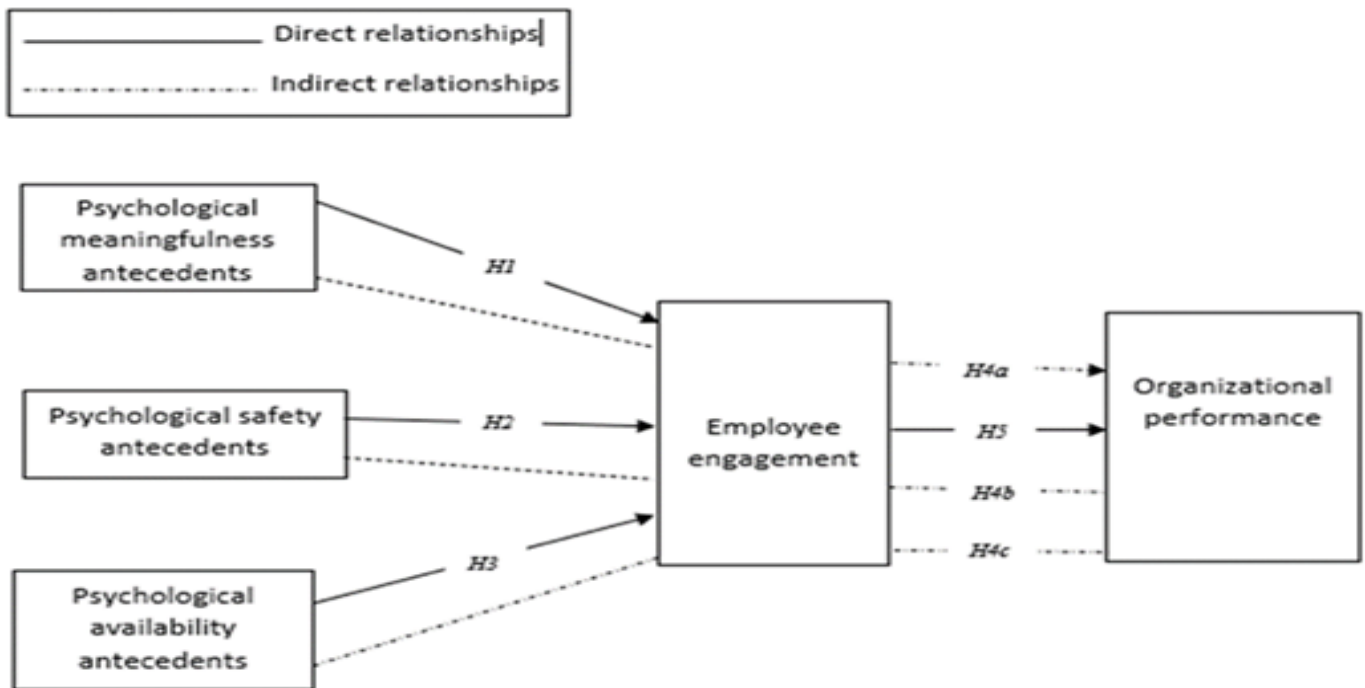 Direct relationships
Indirect relationships
Psychological
meaningfulness
antecedents
H1
Psychological safety
antecedents
H2
Psychological
availability
antecedents
H3
Employee
engagement
H4a
H5
H4b
H4c
Organizational
performance